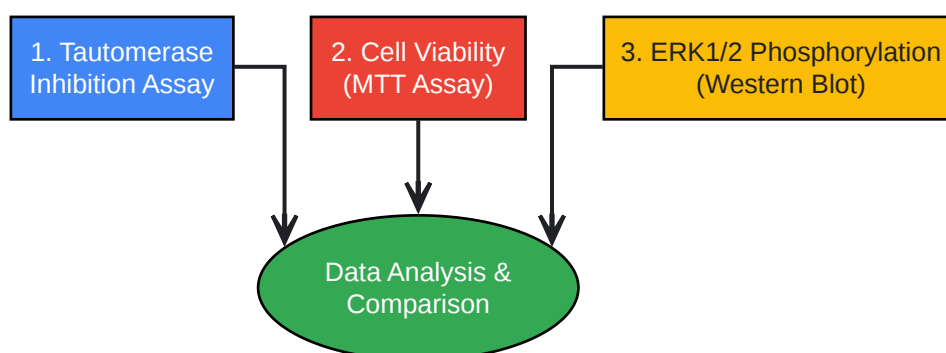 1. Tautomerase
Inhibition Assay
2. Cell Viability
(MTT Assay)
3. ERK1/2 Phosphorylation
(Western Blot)
Data Analysis &
Comparison